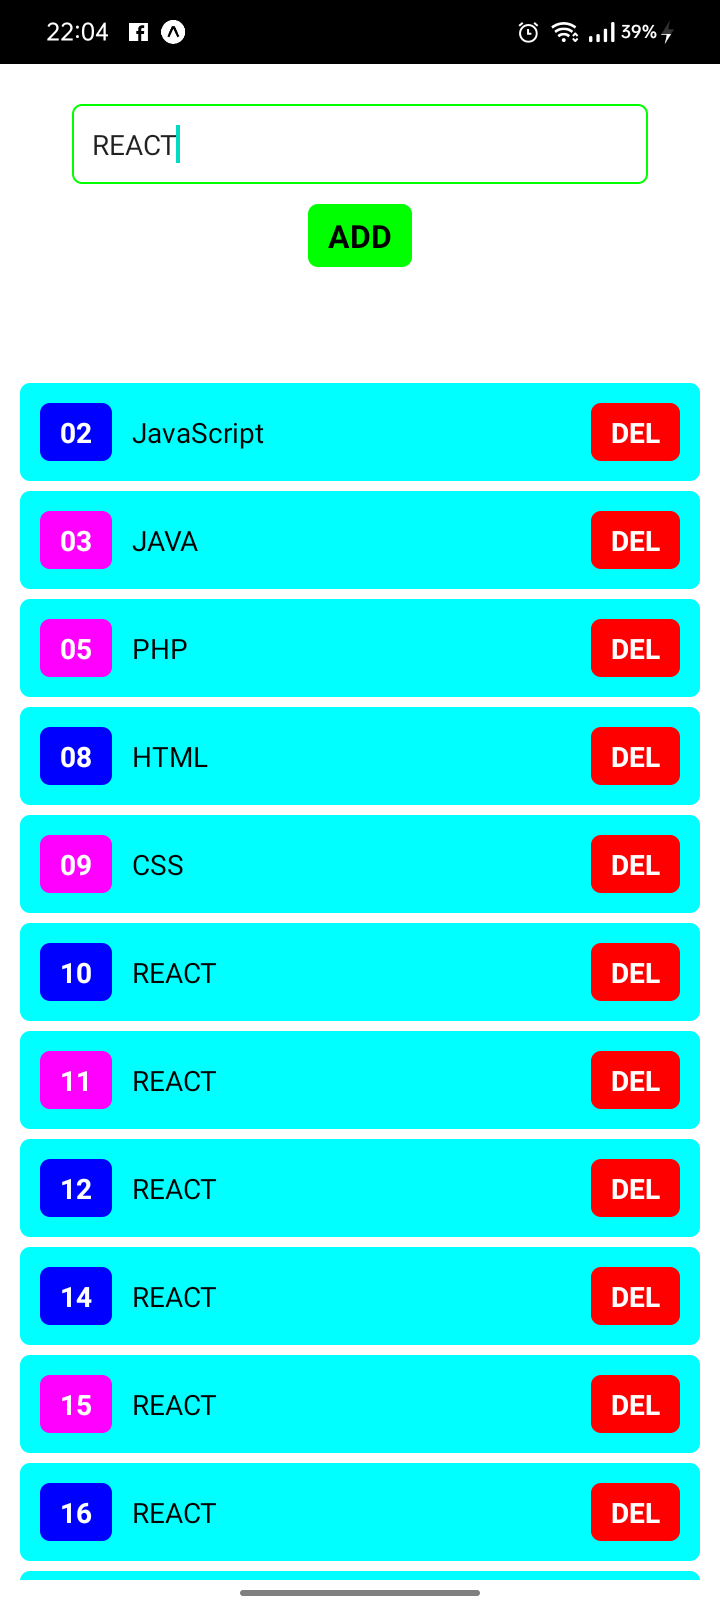 22:04 39%
REACT
ADD
02 JavaScript DEL
03 JAVA DEL
05 PHP DEL
08 HTML DEL
09 CSS DEL
10 REACT DEL
11 REACT DEL
12 REACT DEL
14 REACT DEL
15 REACT DEL
16 REACT DEL